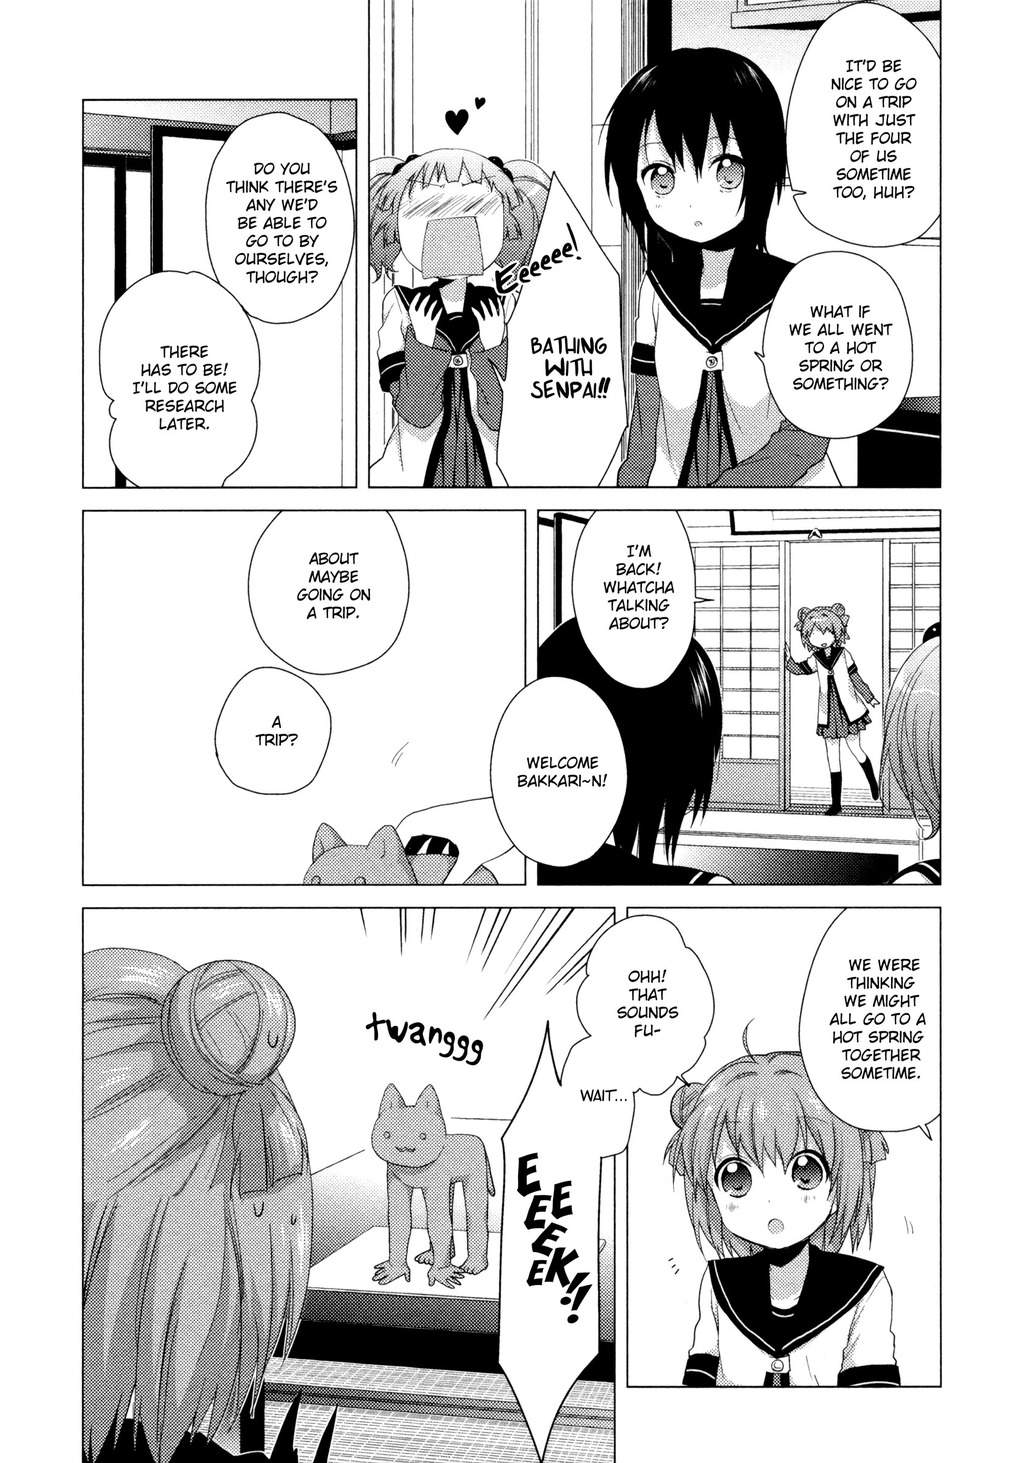 IT'D BE
NICE TO GO
ON A TRIP
WITH JUST
THE FOUR
OF US
SOMETIME
TOO, HUH?
WHAT IF
WE ALL WENT
TO A HOT
SPRING OR
SOMETHING?
Eeeeee!
BATHING
WITH
SENPAI!!
DO YOU
THINK THERE'S
ANY WE'D
BE ABLE TO
GO TO BY
OURSELVES,
THOUGH?
THERE
HAS TO BE!
I'LL DO SOME
RESEARCH
LATER.
I'M
BACK!
WHATCHA
TALKING
ABOUT?
WELCOME
BAKKARI~N!
ABOUT
MAYBE
GOING ON
A TRIP.
A
TRIP?
WE WERE
THINKING
WE MIGHT
ALL GO TO A
HOT SPRING
TOGETHER
SOMETIME.
OHH!
THAT
SOUNDS
FU-
WAIT...
twanggg
EEEEEEEK!!